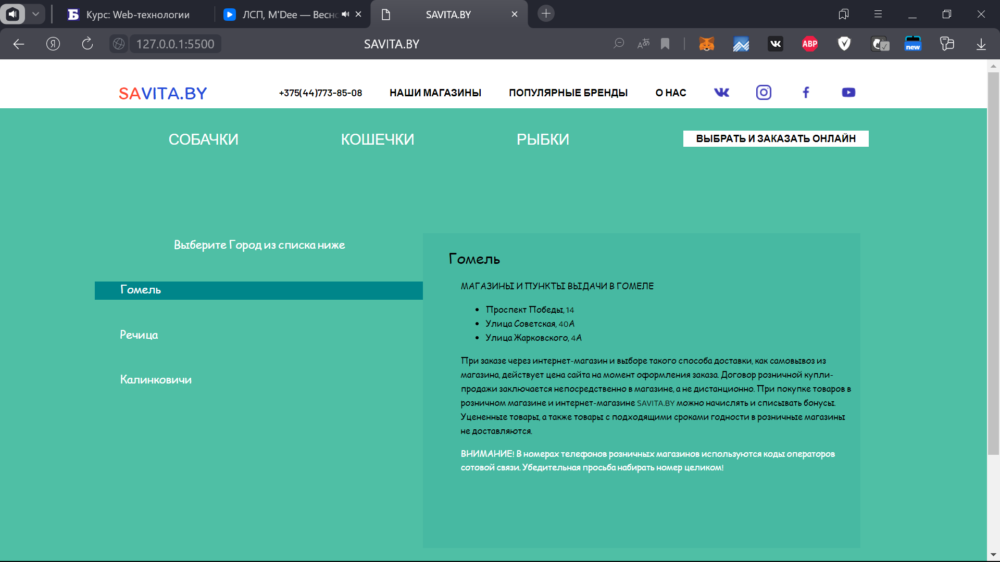 Курс: Web-технологии
ЛСП, M'Dee — Весно
SAVITA.BY
127.0.0.1:5500
SAVITA.BY
ABP
new
SAVITA.BY
+375(44)773-85-08
НАШИ МАГАЗИНЫ
ПОПУЛЯРНЫЕ БРЕНДЫ
О НАС
СОБАЧКИ
КОШЕЧКИ
РЫБКИ
ВЫБРАТЬ И ЗАКАЗАТЬ ОНЛАЙН
Выберите Город из списка ниже
Гомель
Речица
Калинковичи
Гомель
МАГАЗИНЫ И ПУНКТЫ ВЫДАЧИ В ГОМЕЛЕ
Проспект Победы, 14
Улица Советская, 40А
Улица Жарковского, 4А
При заказе через интернет-магазин и выборе такого способа доставки, как самовывоз из
магазина, действует цена сайта на момент оформления заказа. Договор розничной купли-
продажи заключается непосредственно в магазине, а не дистанционно. При покупке товаров в
розничном магазине и интернет-магазине SAVITA.BY можно начислять и списывать бонусы.
Уцененные товары, а также товары с подходящими сроками годности в розничные магазины
не доставляются.
ВНИМАНИЕ! В номерах телефонов розничных магазинов используются коды операторов
сотовой связи. Убедительная просьба набирать номер целиком!